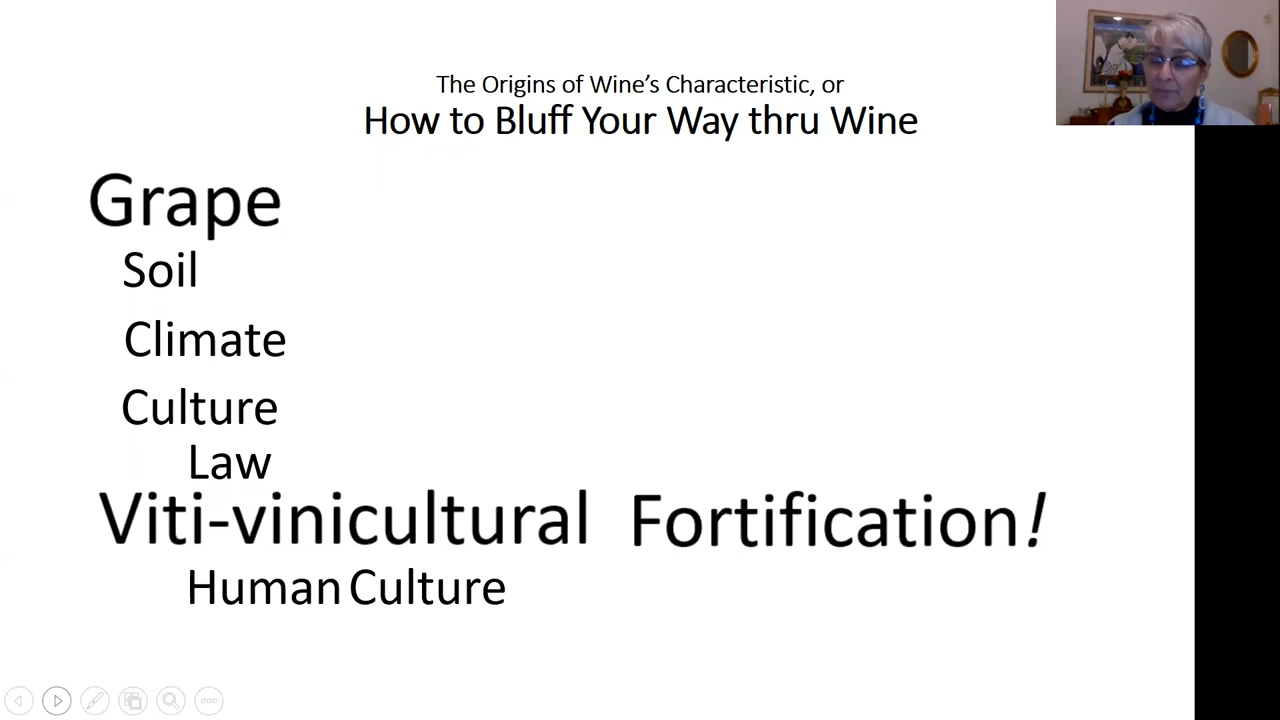 The Origins of Wine's Characteristic, or
How to Bluff Your Way thru Wine
Grape
Soil
Climate
Culture
Law
Viti-vinicultural Fortification!
Human Culture